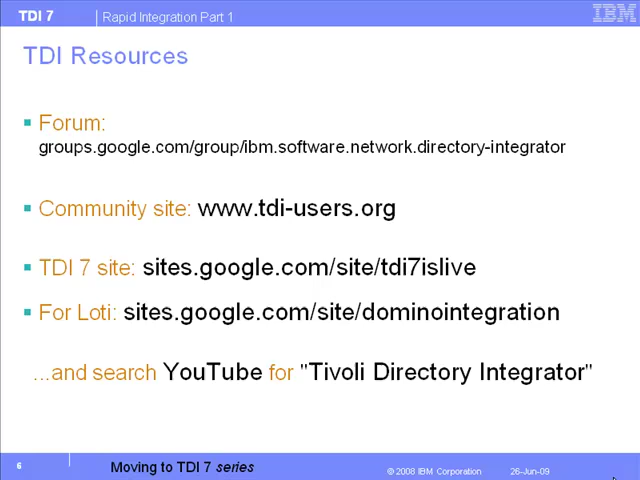 TDI 7 | Rapid Integration Part 1 IBM
TDI Resources
Forum:
groups.google.com/group/ibm.software.network.directory-integrator
Community site: www.tdi-users.org
TDI 7 site: sites.google.com/site/tdi7islive
For Loti: sites.google.com/site/dominointegration
...and search YouTube for "Tivoli Directory Integrator"
6 Moving to TDI 7 series © 2008 IBM Corporation 26-Jun-09